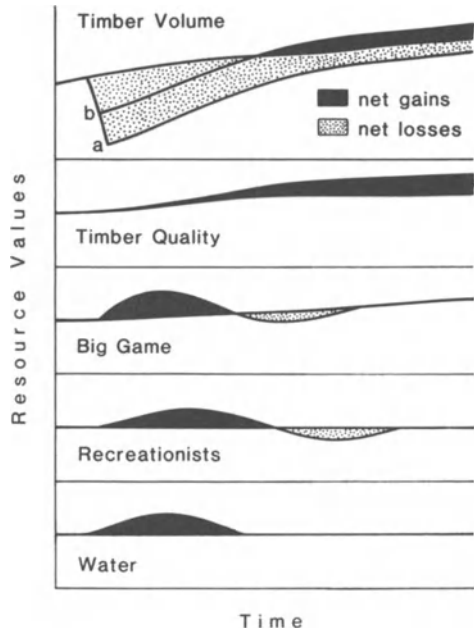 Timber Volume
b
a
net gains
net losses
Timber Quality
Big Game
Recreationists
Water
Resource Values
Time